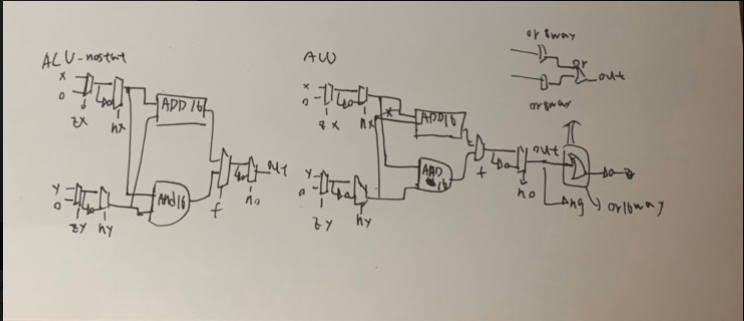 ALU-nostat
x
0
zx
nx
ADD16
y
0
zy
ny
And16
f
no
out
ALU
x
0
zx
nx
ADD16
y
0
zy
ny
f
no
out
ng
or16way
or8way
or
out
or8way